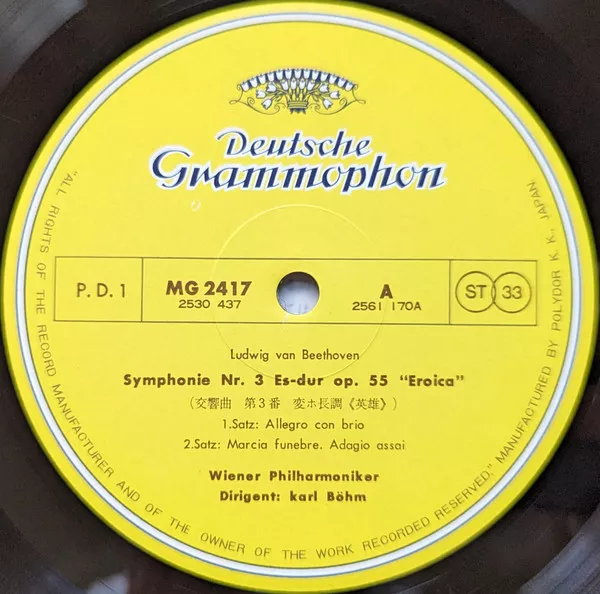 Deutsche
Grammophon
P. D. 1
MG 2417
2530 437
A
2561 170A
ST 33
Ludwig van Beethoven
Symphonie Nr. 3 Es-dur op. 55 "Eroica"
(交響曲 第3番 変ホ長調《英雄》)
1.Satz: Allegro con brio
2.Satz: Marcia funebre. Adagio assai
Wiener Philharmoniker
Dirigent: karl Böhm
"ALL RIGHTS OF THE RECORD MANUFACTURER AND OF THE OWNER OF THE WORK RECORDED RESERVED." MANUFACTURED BY POLYDOR K. K., JAPAN.